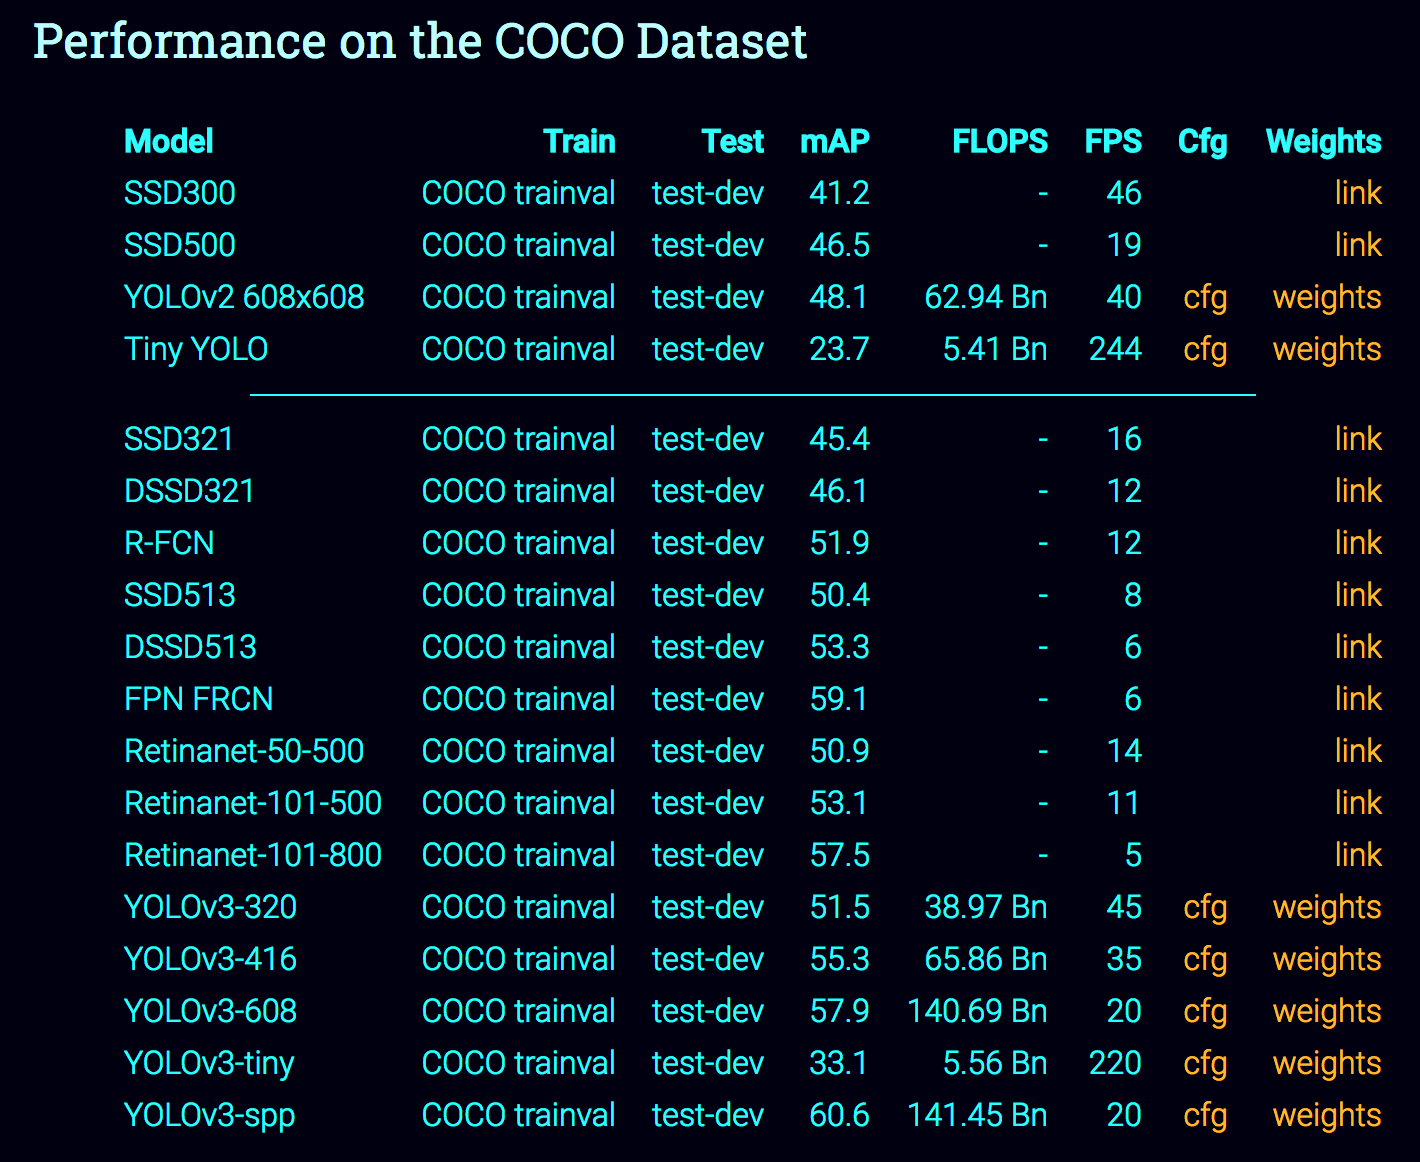 Performance on the COCO Dataset
Model Train Test mAP FLOPS FPS Cfg Weights
SSD300 COCO trainval test-dev 41.2 - 46 link
SSD500 COCO trainval test-dev 46.5 - 19 link
YOLOv2 608x608 COCO trainval test-dev 48.1 62.94 Bn 40 cfg weights
Tiny YOLO COCO trainval test-dev 23.7 5.41 Bn 244 cfg weights
SSD321 COCO trainval test-dev 45.4 - 16 link
DSSD321 COCO trainval test-dev 46.1 - 12 link
R-FCN COCO trainval test-dev 51.9 - 12 link
SSD513 COCO trainval test-dev 50.4 - 8 link
DSSD513 COCO trainval test-dev 53.3 - 6 link
FPN FRCN COCO trainval test-dev 59.1 - 6 link
Retinanet-50-500 COCO trainval test-dev 50.9 - 14 link
Retinanet-101-500 COCO trainval test-dev 53.1 - 11 link
Retinanet-101-800 COCO trainval test-dev 57.5 - 5 link
YOLOv3-320 COCO trainval test-dev 51.5 38.97 Bn 45 cfg weights
YOLOv3-416 COCO trainval test-dev 55.3 65.86 Bn 35 cfg weights
YOLOv3-608 COCO trainval test-dev 57.9 140.69 Bn 20 cfg weights
YOLOv3-tiny COCO trainval test-dev 33.1 5.56 Bn 220 cfg weights
YOLOv3-spp COCO trainval test-dev 60.6 141.45 Bn 20 cfg weights